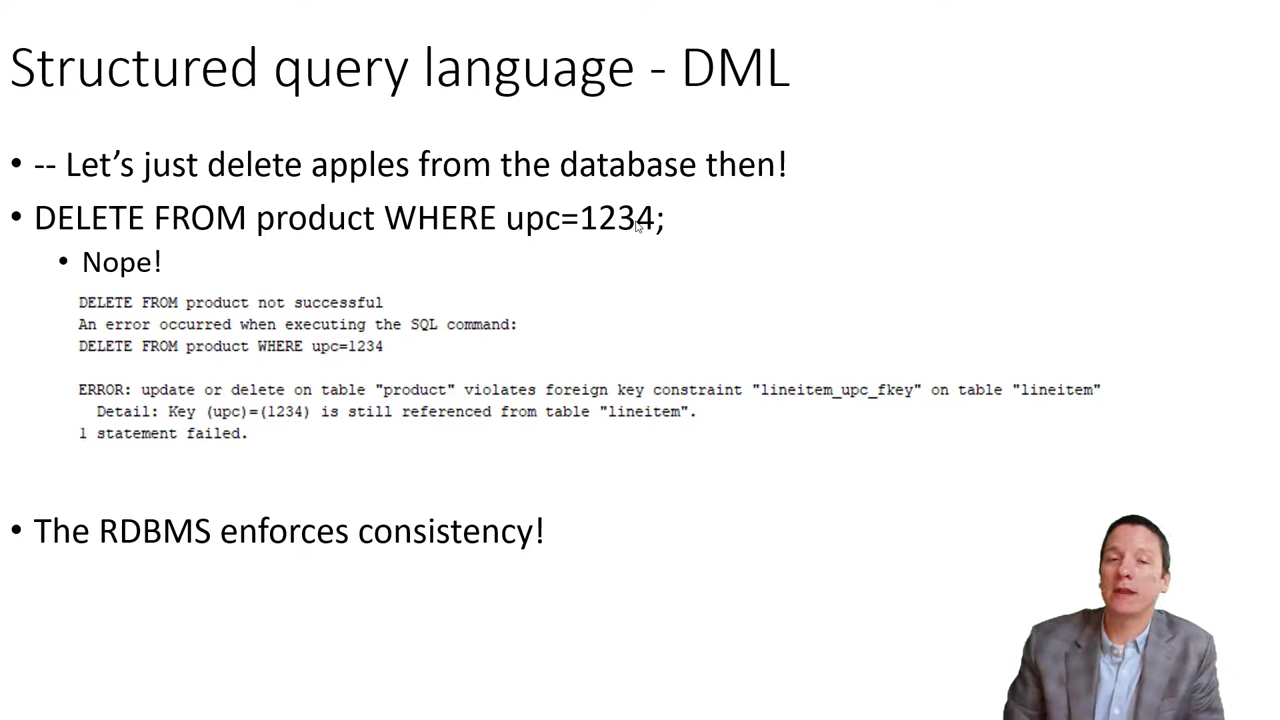 Structured query language - DML
• -- Let's just delete apples from the database then!
• DELETE FROM product WHERE upc=1234;
• Nope!
DELETE FROM product not successful
An error occurred when executing the SQL command:
DELETE FROM product WHERE upc=1234
ERROR: update or delete on table "product" violates foreign key constraint "lineitem_upc_fkey" on table "lineitem"
Detail: Key (upc)=(1234) is still referenced from table "lineitem".
1 statement failed.
• The RDBMS enforces consistency!